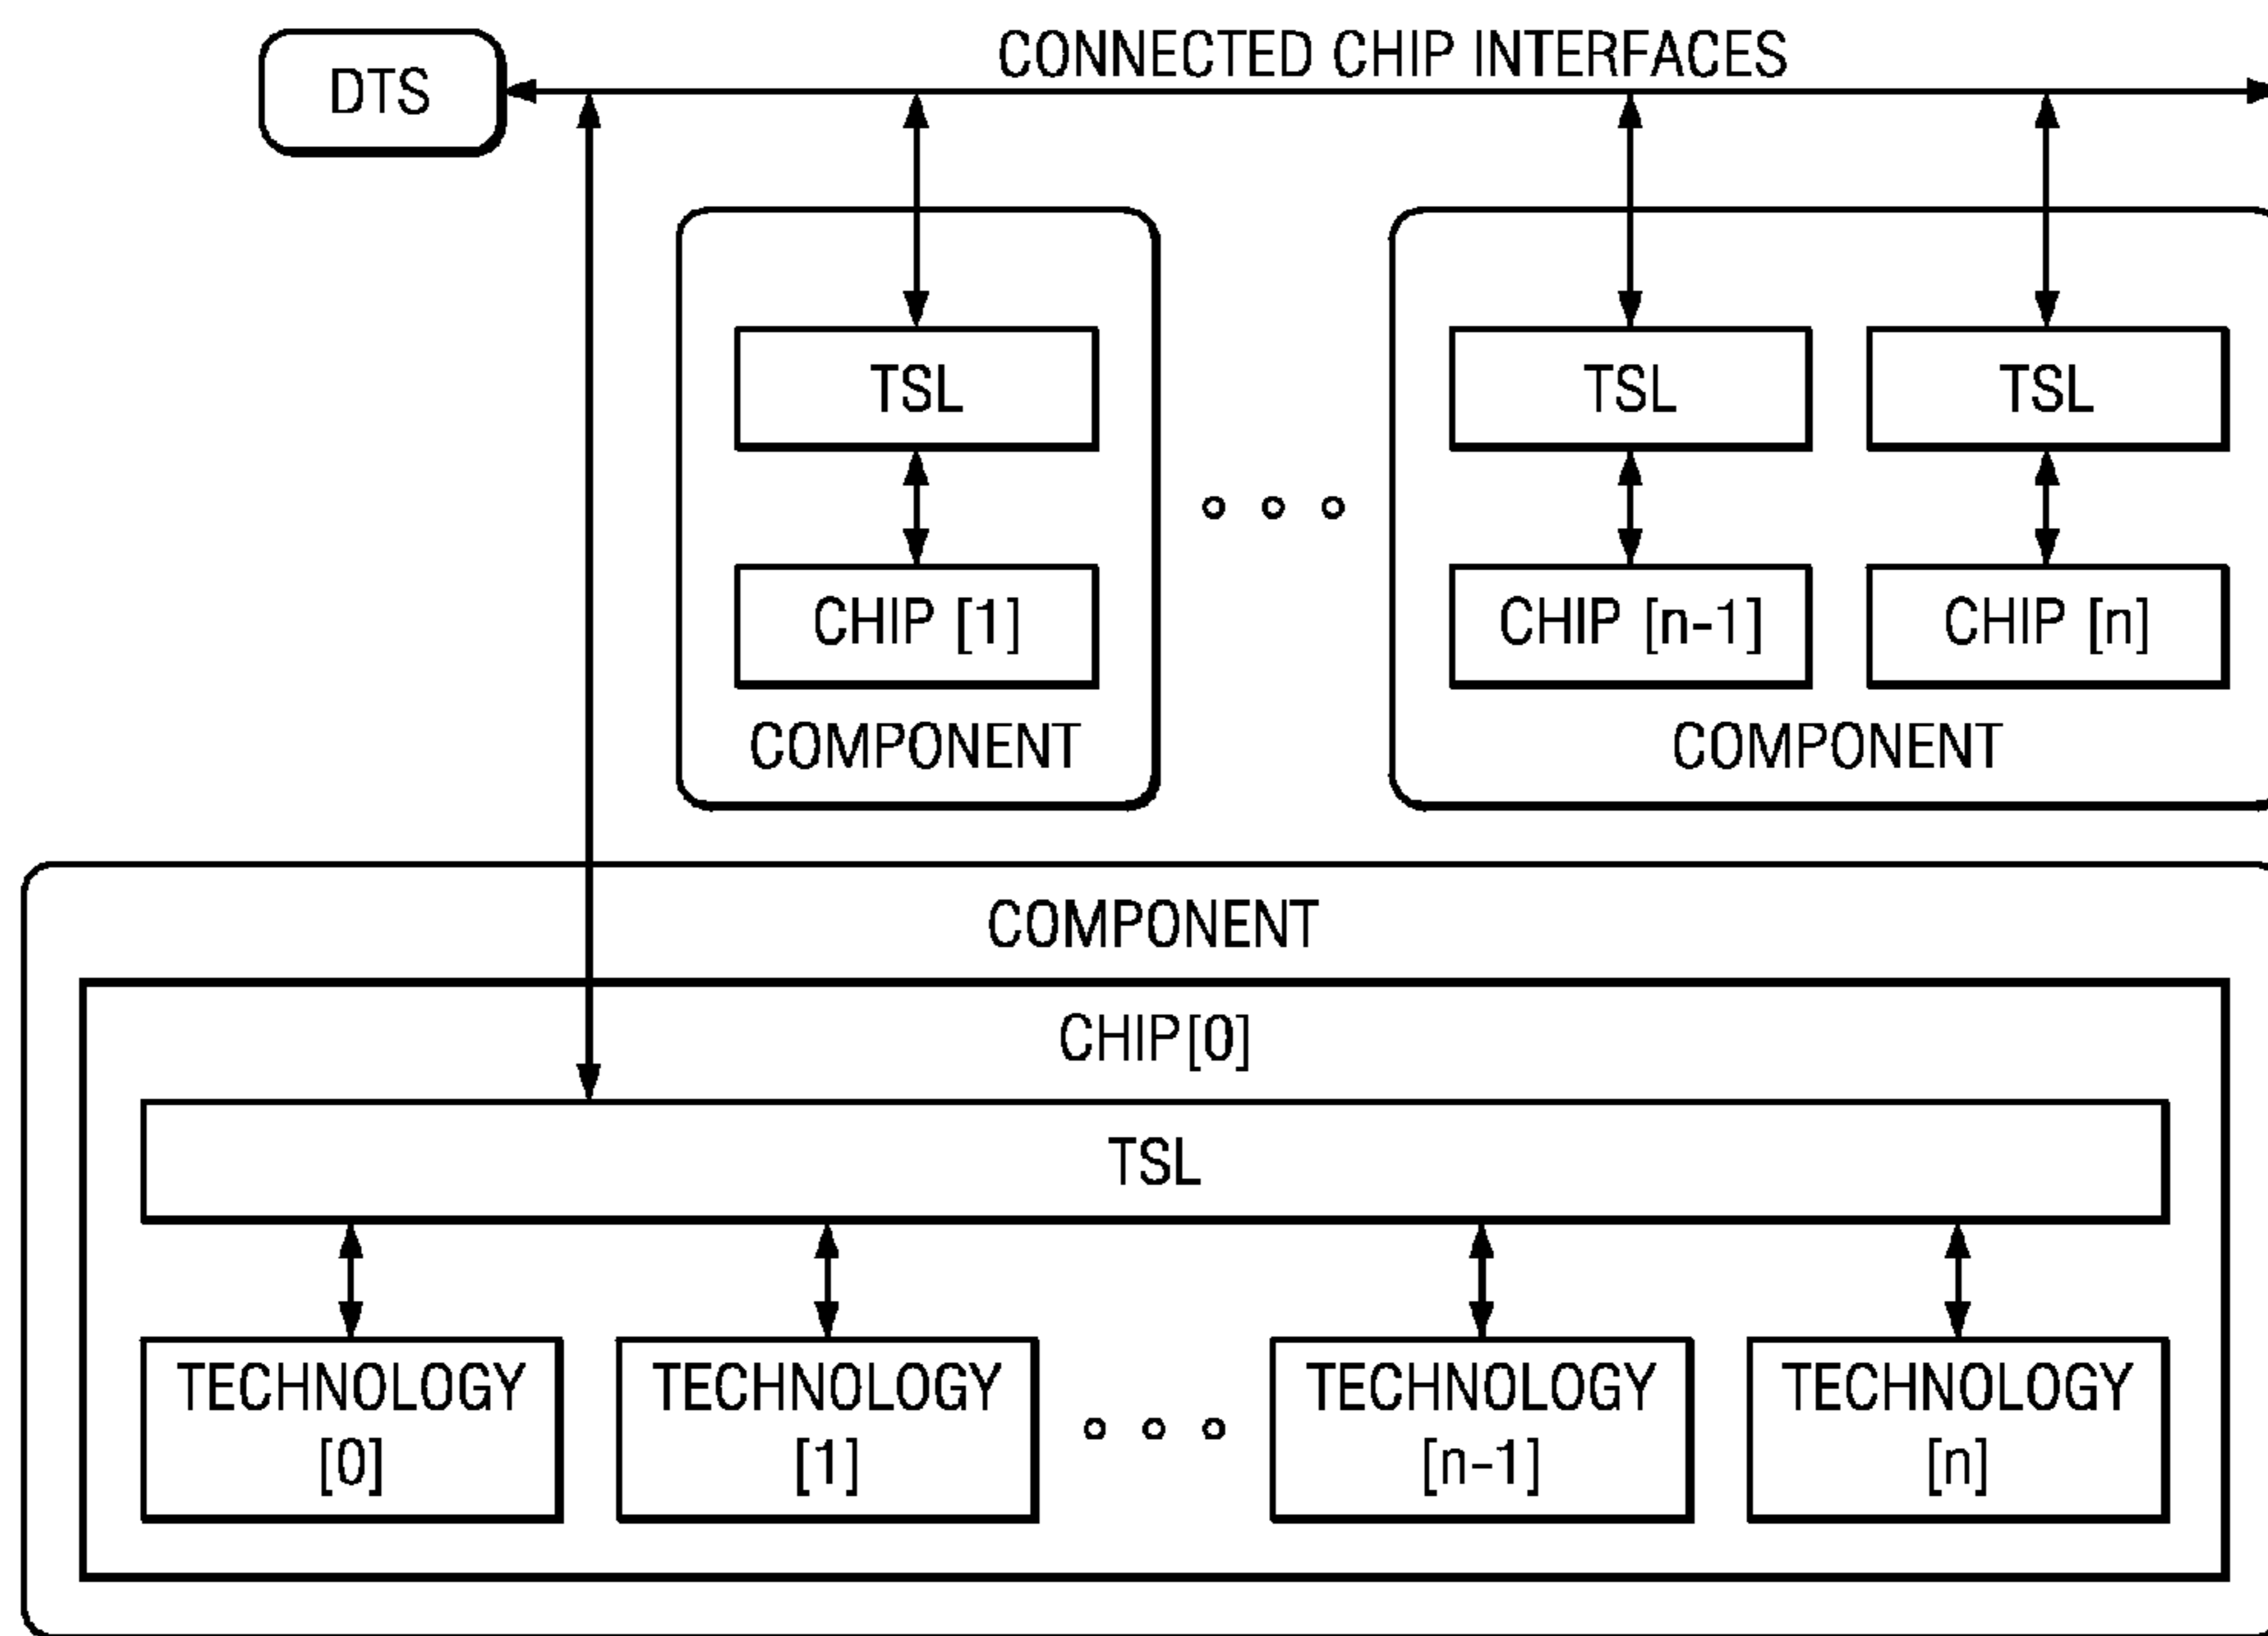 CONNECTED CHIP INTERFACES
DTS
TSL
TSL
TSL
CHIP [1]
CHIP [n-1]
CHIP [n]
COMPONENT
COMPONENT
COMPONENT
CHIP[0]
TSL
TECHNOLOGY
[0]
TECHNOLOGY
[1]
TECHNOLOGY
[n-1]
TECHNOLOGY
[n]